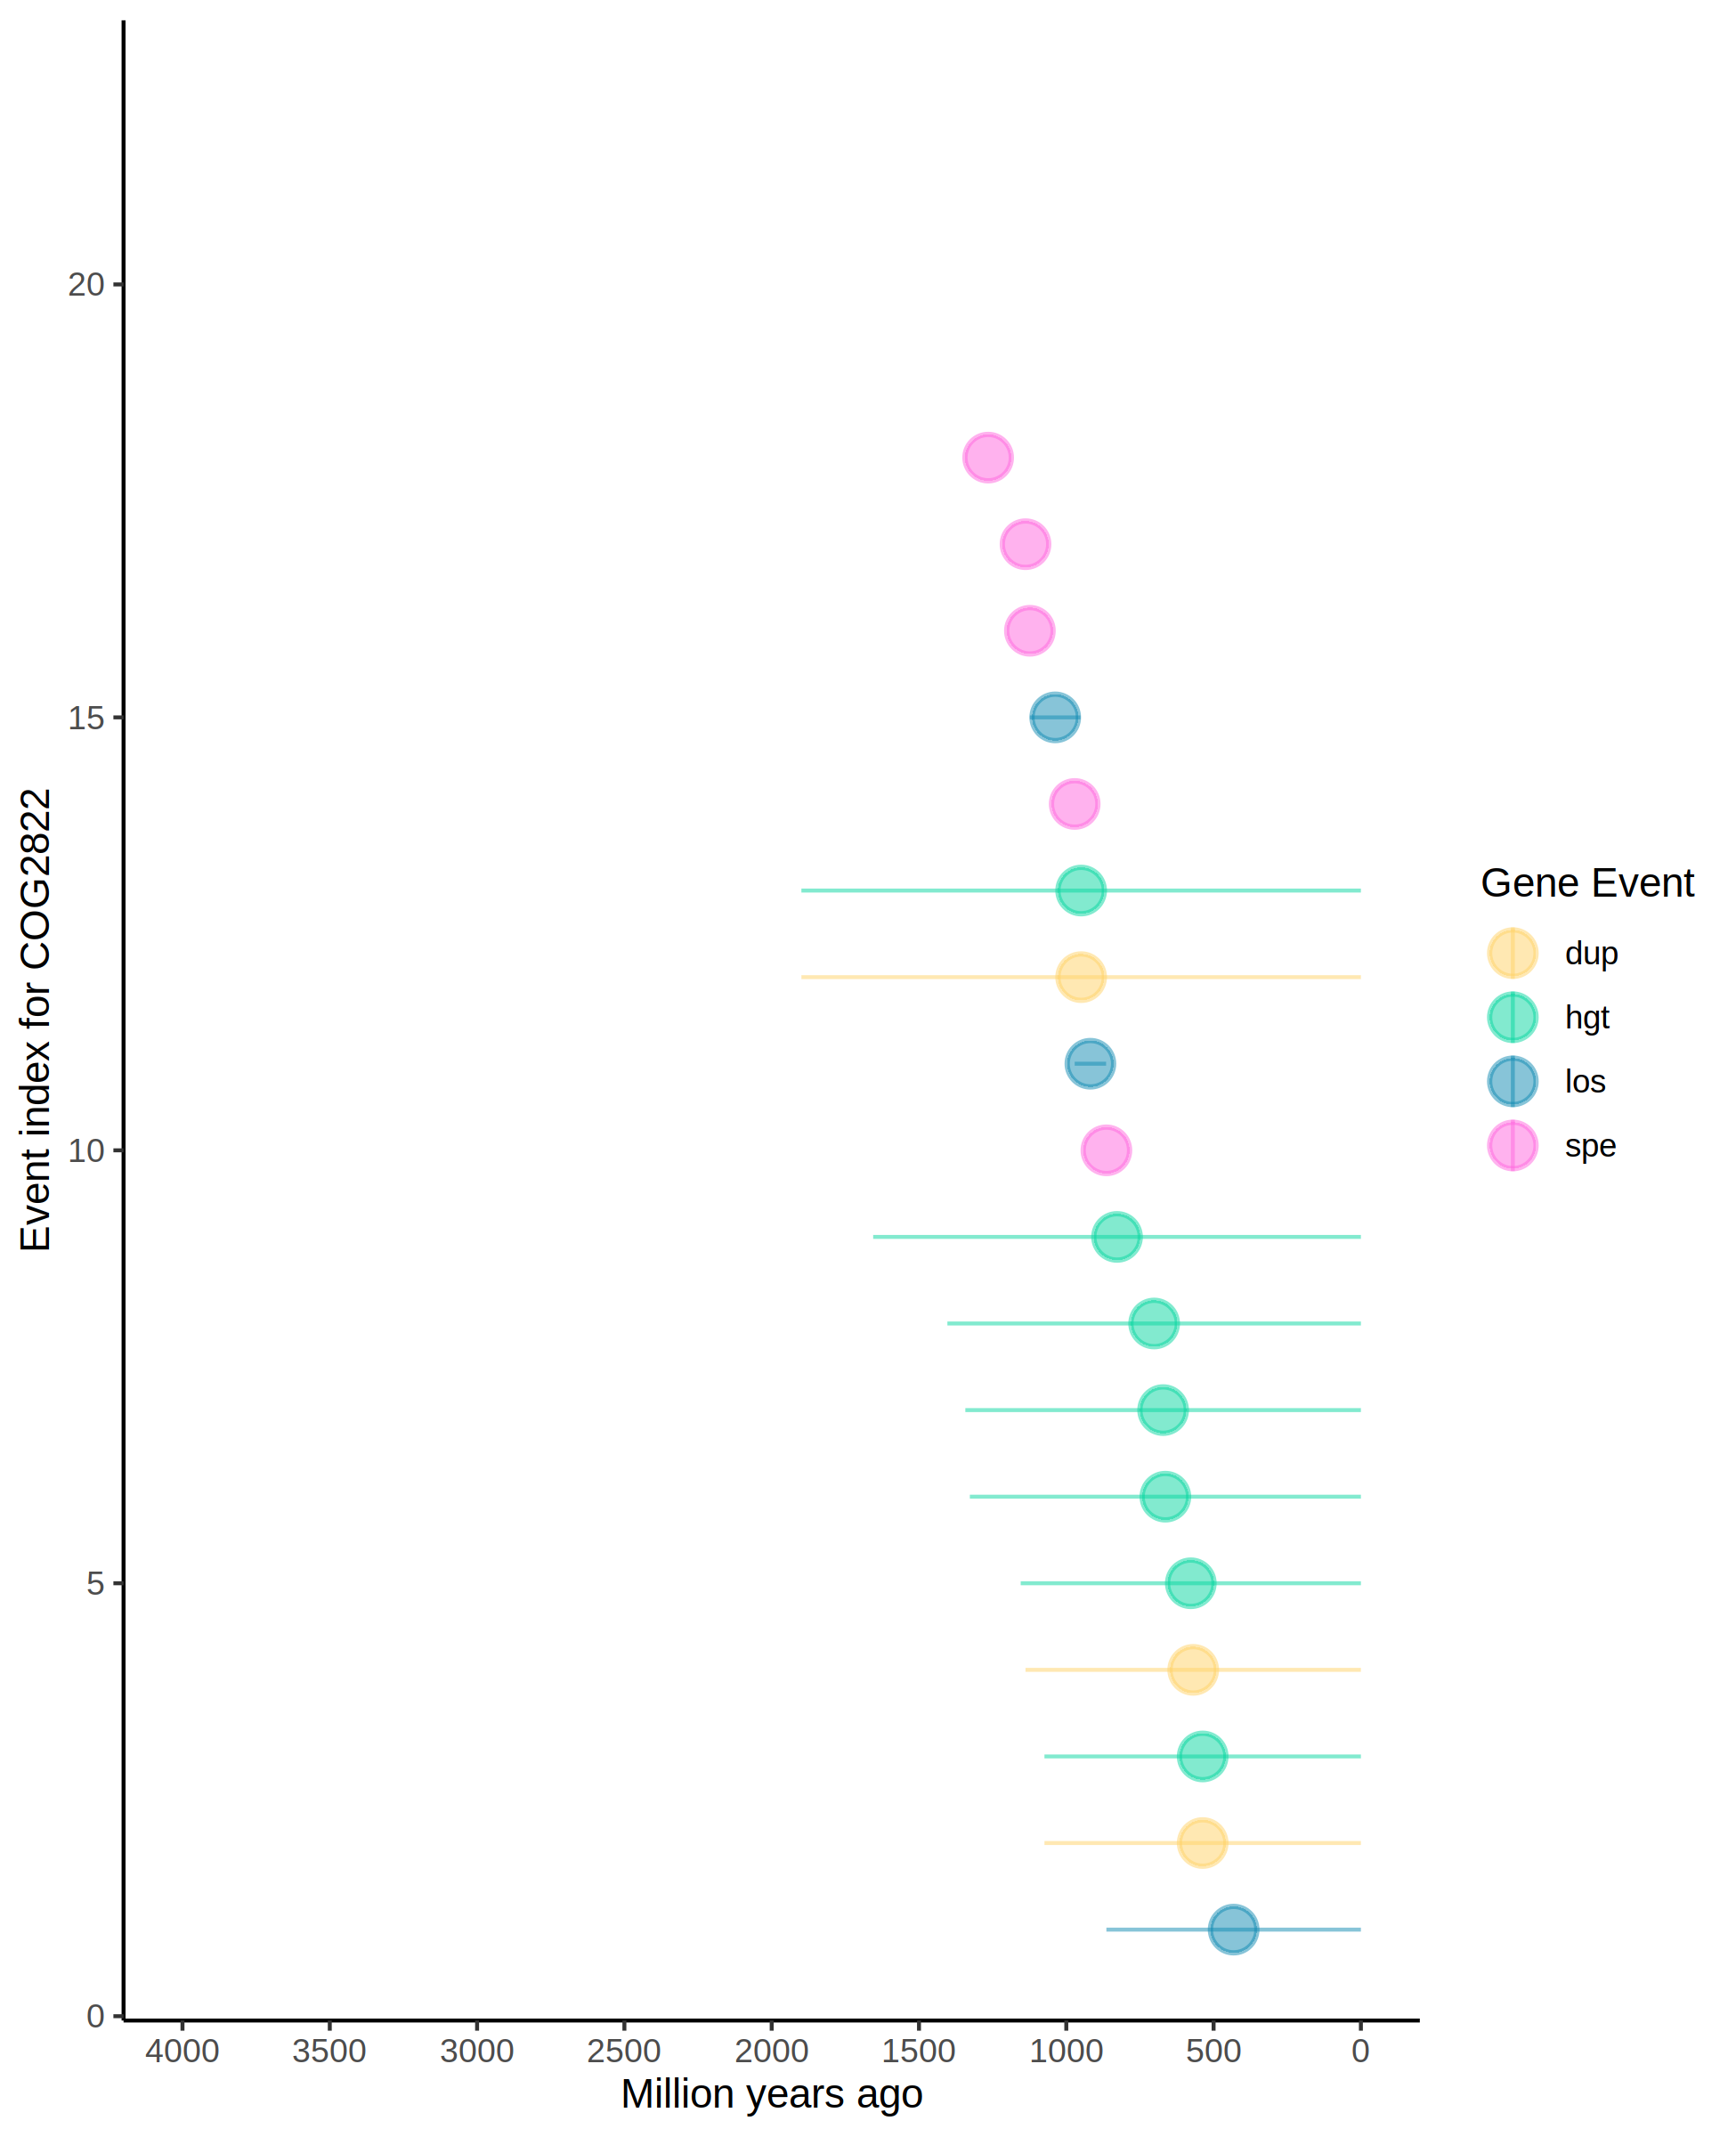 20
15
10
5
0
Event index for COG2822
4000 3500 3000 2500 2000 1500 1000 500 0
Million years ago
Gene Event
dup
hgt
los
spe